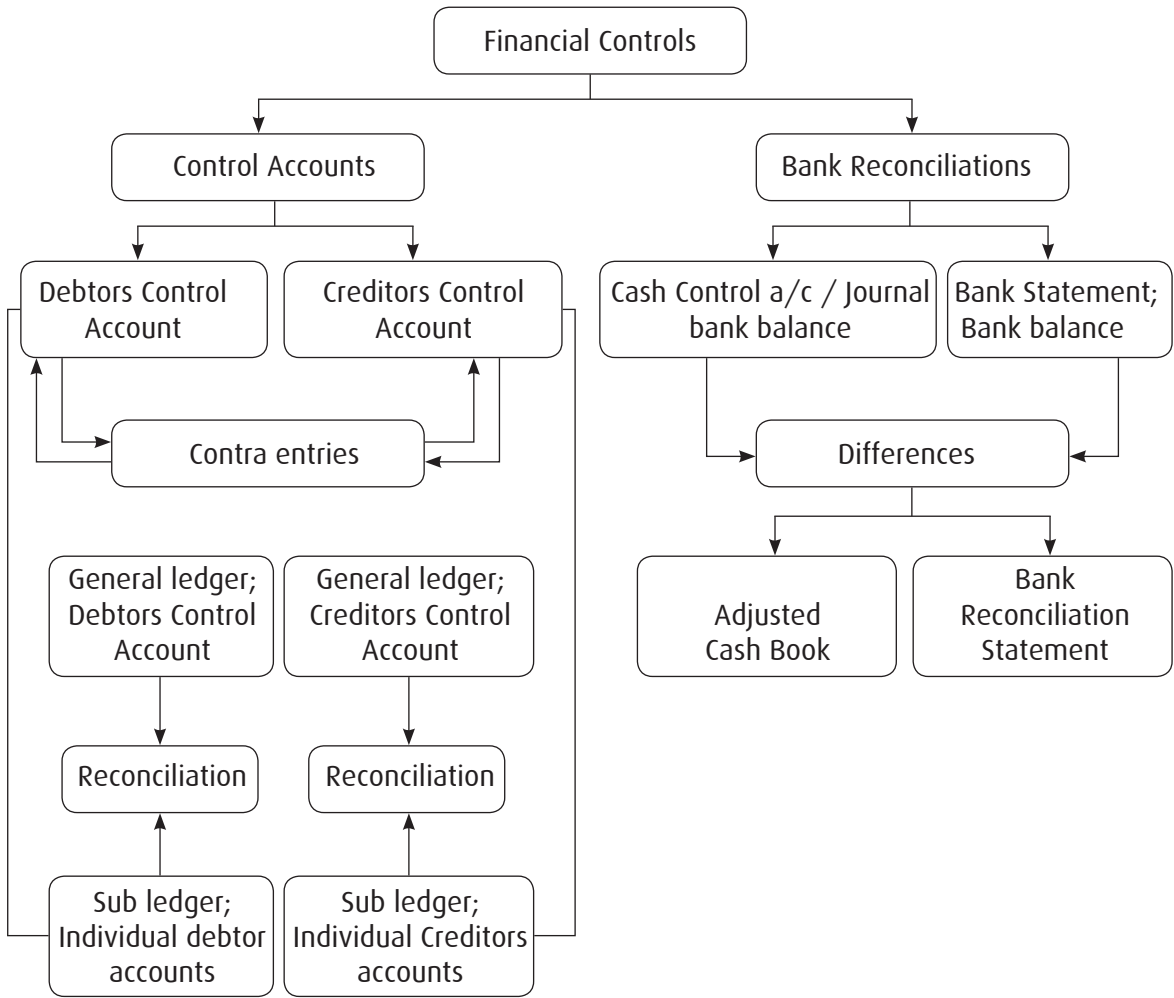 Financial Controls
Control Accounts
Bank Reconciliations
Debtors Control
Account
Creditors Control
Account
Cash Control a/c / Journal
bank balance
Bank Statement;
Bank balance
Contra entries
Differences
General ledger;
Debtors Control
Account
General ledger;
Creditors Control
Account
Adjusted
Cash Book
Bank
Reconciliation
Statement
Reconciliation
Reconciliation
Sub ledger;
Individual debtor
accounts
Sub ledger;
Individual Creditors
accounts